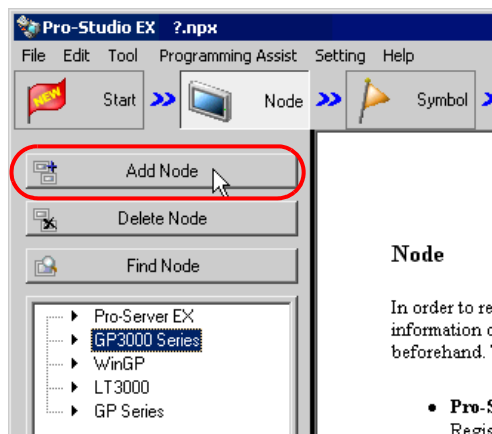 Pro-Studio EX ?.npx
File Edit Tool Programming Assist Setting Help
NEW Start Node Symbol
Add Node
Delete Node
Find Node
Pro-Server EX
GP3000 Series
WinGP
LT3000
GP Series
Node
In order to re
information
beforehand.
• Pro-S
Regis